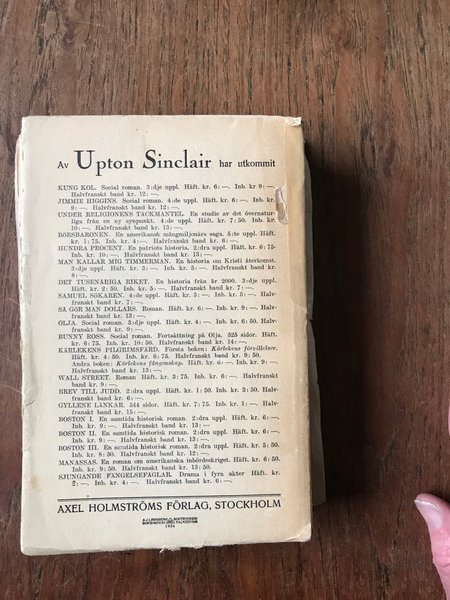 Av Upton Sinclair har utkommit
KUNG KOL. Social roman. 3:dje uppl. Häft. kr. 6: —. Inb. kr 9: —.
Halvfranskt band kr. 12: —.
JIMMIE HIGGINS. Social roman. 4:de uppl. Häft. kr. 6: —. Inb. kr.
9: —. Halvfranskt band kr. 12: —.
UNDER RELIGIONENS TÄCKMANTEL. En studie av det övernatur-
liga från en ny synpunkt. 4:de uppl. Häft. kr. 7: 50. Inb. kr.
10: —. Halvfranskt band kr. 13: —.
BÖRSBARONEN. En amerikansk mångmiljonärs saga. 5:te uppl. Häft.
kr. 1: 75. Inb. kr. 4: —. Halvfranskt band kr. 6: —.
HUNDRA PROCENT. En patriots historia. 2:dra uppl. Häft. kr. 6: 75
Inb. kr. 10: —. Halvfranskt band kr. 13: —.
MAN KALLAR MIG TIMMERMAN. En historia om Kristi återkomst.
3:dje uppl. Häft. kr. 3: —. Inb. kr. 5: —. Halvfranskt band kr.
8: —.
DET TUSENÅRIGA RIKET. En historia från år 2000. 3:dje uppl.
Häft. kr. 2: 50. Inb. kr. 5: —. Halvfranskt band kr. 7: —.
SAMUEL SÖKAREN. 4:de uppl. Häft. kr. 3: —. Inb. kr. 5: —. Halv-
franskt band kr. 7: —.
SÅ GÖR MAN DOLLARS. Roman. Häft. kr. 6: —. Inb. kr. 9: —. Halv-
franskt band kr. 13: —.
OLJA. Social roman. 3:dje uppl. Häft. kr. 4: —. Inb. kr. 6: 50. Halv-
franskt band kr. 9: —.
BUNNY ROSS. Social roman. Fortsättning på Olja. 525 sidor. Häft.
kr. 6: 75. Inb. kr. 10: 50. Halvfranskt band kr. 14: —.
KÄRLEKENS PILGRIMSFÄRD. Första boken: Kärlekens förvillelser.
Häft. kr. 4: 50. Inb. kr. 6: 75. Halvfranskt band kr. 9: 50.
Andra boken: Kärlekens fångenskap. Häft. kr. 6: —. Inb. kr. 9: —.
Halvfranskt band kr. 13: —.
WALL STREET. Roman Häft. kr. 3: 75. Inb. kr. 6: —. Halvfranskt
band kr. 9: —.
BREV TILL JUDD. 2:dra uppl. Häft. kr. 1: 50. Inb. kr. 3: 50. Halv-
franskt band kr. 6: —.
GYLLENE LÄNKAR. 544 sidor. Häft. kr. 7: 75. Inb. kr. 1: —. Halv-
franskt band kr. 15: —.
BOSTON I. En samtida historisk roman. 2:dra uppl. Häft. kr. 6: —.
Inb. kr. 9: —. Halvfranskt band kr. 13: —
BOSTON II. En samtida historisk roman. 2:dra uppl. Häft. kr. 6: —.
Inb. kr. 9: —. Halvfranskt band kr. 13: —.
BOSTON III. En samtida historisk roman. 2:dra uppl. Häft. kr. 5: 50.
Inb. kr. 8: 50. Halvfranskt band kr. 12: —.
MANASSAS. En roman om amerikanska inbördeskriget. Häft. kr. 6: 50.
Inb. kr. 9: 50. Halvfranskt band kr. 13: 50.
SJUNGANDE FÄNGELSEFÅGLAR. Drama i fyra akter Häft. kr.
2: —. Inb. kr. 4: —. Halvfranskt band kr. 6: —.
AXEL HOLMSTRÖMS FÖRLAG, STOCKHOLM